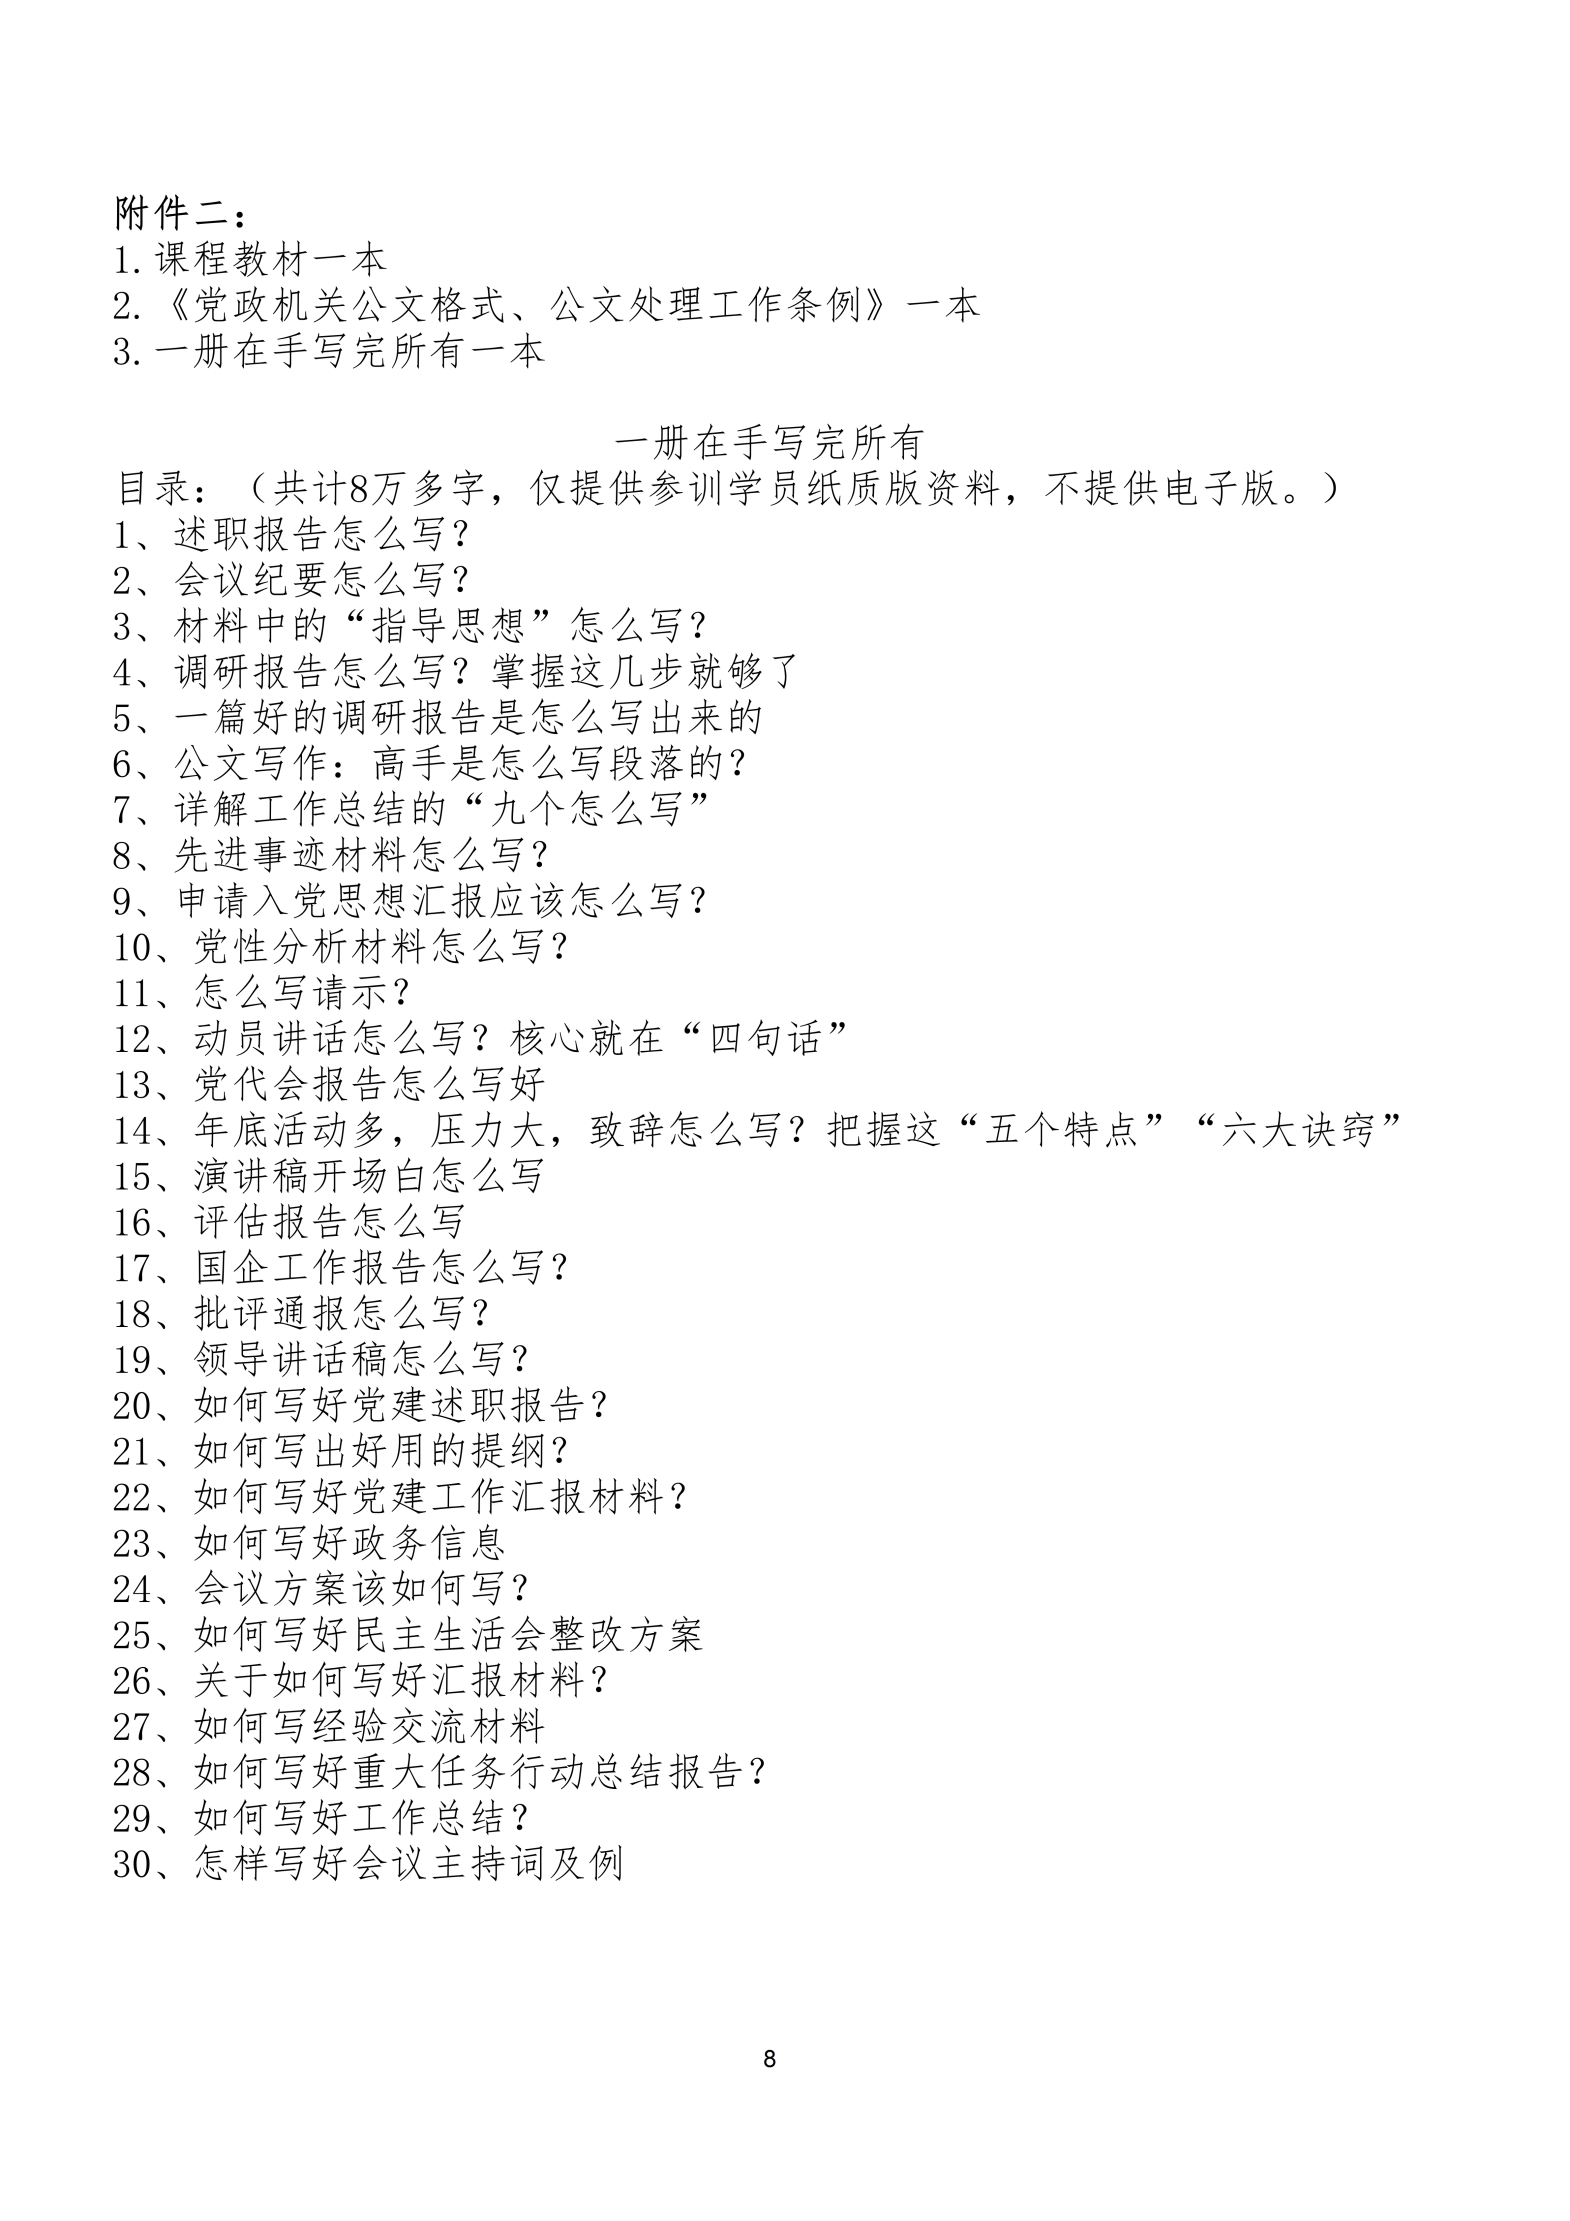 附件二：
1.课程教材一本
2.《党政机关公文格式、公文处理工作条例》一本
3.一册在手写完所有一本
一册在手写完所有
目录：（共计8万多字，仅提供参训学员纸质版资料，不提供电子版。）
1、述职报告怎么写？
2、会议纪要怎么写？
3、材料中的“指导思想”怎么写？
4、调研报告怎么写？掌握这几步就够了
5、一篇好的调研报告是怎么写出来的
6、公文写作：高手是怎么写段落的？
7、详解工作总结的“九个怎么写”
8、先进事迹材料怎么写？
9、申请入党思想汇报应该怎么写？
10、党性分析材料怎么写？
11、怎么写请示？
12、动员讲话怎么写？核心就在“四句话”
13、党代会报告怎么写好
14、年底活动多，压力大，致辞怎么写？把握这“五个特点”“六大诀窍”
15、演讲稿开场白怎么写
16、评估报告怎么写
17、国企工作报告怎么写？
18、批评通报怎么写？
19、领导讲话稿怎么写？
20、如何写好党建述职报告？
21、如何写出好用的提纲？
22、如何写好党建工作汇报材料？
23、如何写好政务信息
24、会议方案该如何写？
25、如何写好民主生活会整改方案
26、关于如何写好汇报材料？
27、如何写经验交流材料
28、如何写好重大任务行动总结报告？
29、如何写好工作总结？
30、怎样写好会议主持词及例
8